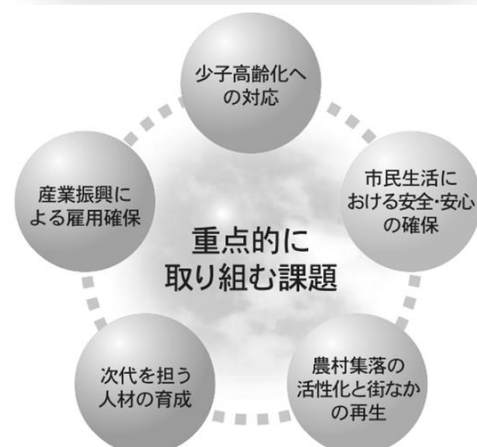 少子高齢化へ
の対応
市民生活に
おける安全・安心
の確保
農村集落の
活性化と街なか
の再生
次代を担う
人材の育成
産業振興に
よる雇用確保
重点的に
取り組む課題